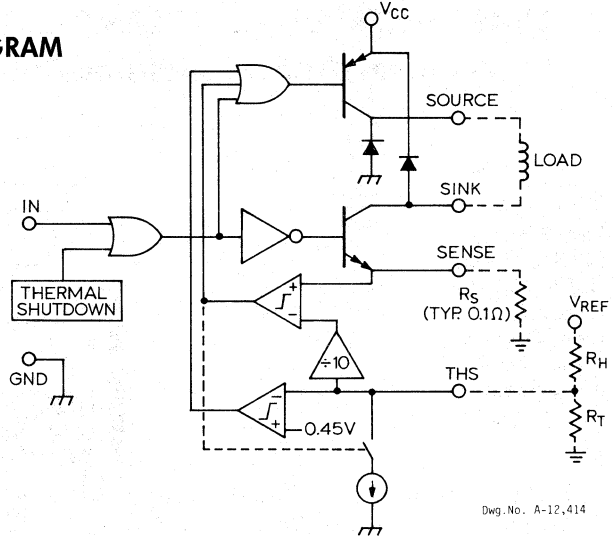 GRAM
VCC
SOURCE
LOAD
SINK
IN
SENSE
THERMAL
SHUTDOWN
RS
(TYP. 0.1Ω)
VREF
+
−
RH
÷10
GND
THS
−
+
0.45V
RT
Dwg. No. A-12,414